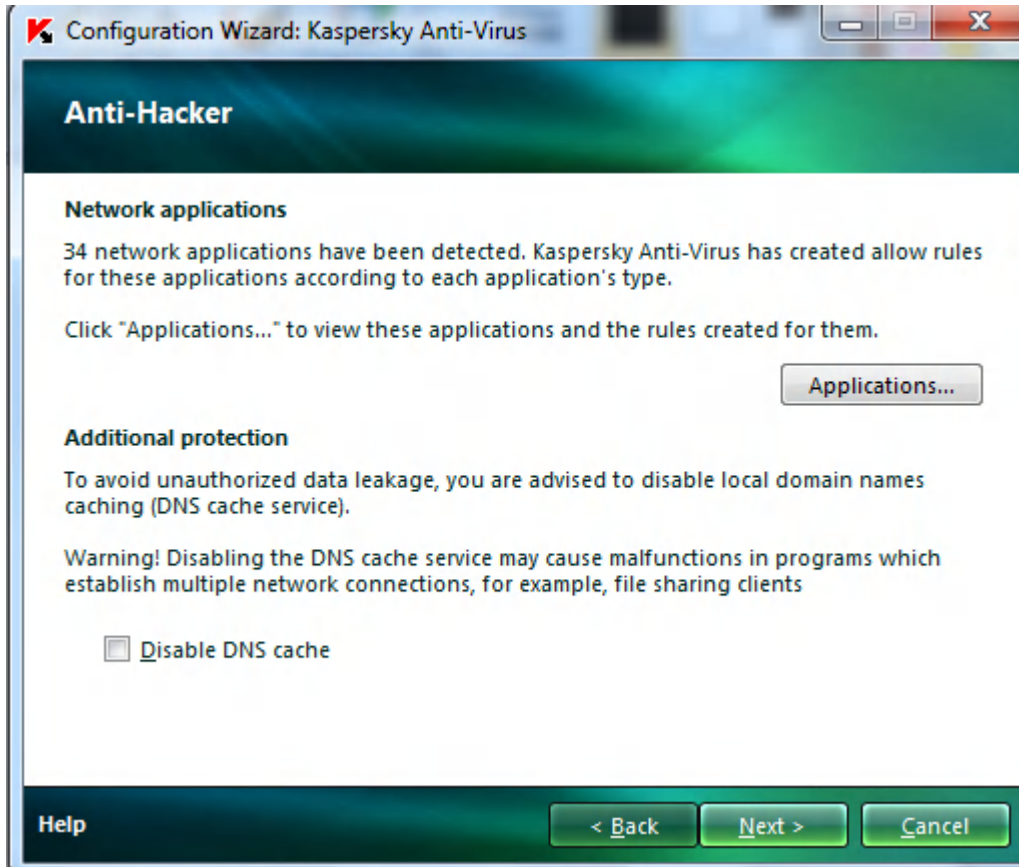 Configuration Wizard: Kaspersky Anti-Virus
Anti-Hacker
Network applications
34 network applications have been detected. Kaspersky Anti-Virus has created allow rules
for these applications according to each application's type.
Click "Applications..." to view these applications and the rules created for them.
Applications...
Additional protection
To avoid unauthorized data leakage, you are advised to disable local domain names
caching (DNS cache service).
Warning! Disabling the DNS cache service may cause malfunctions in programs which
establish multiple network connections, for example, file sharing clients
Disable DNS cache
Help < Back Next > Cancel